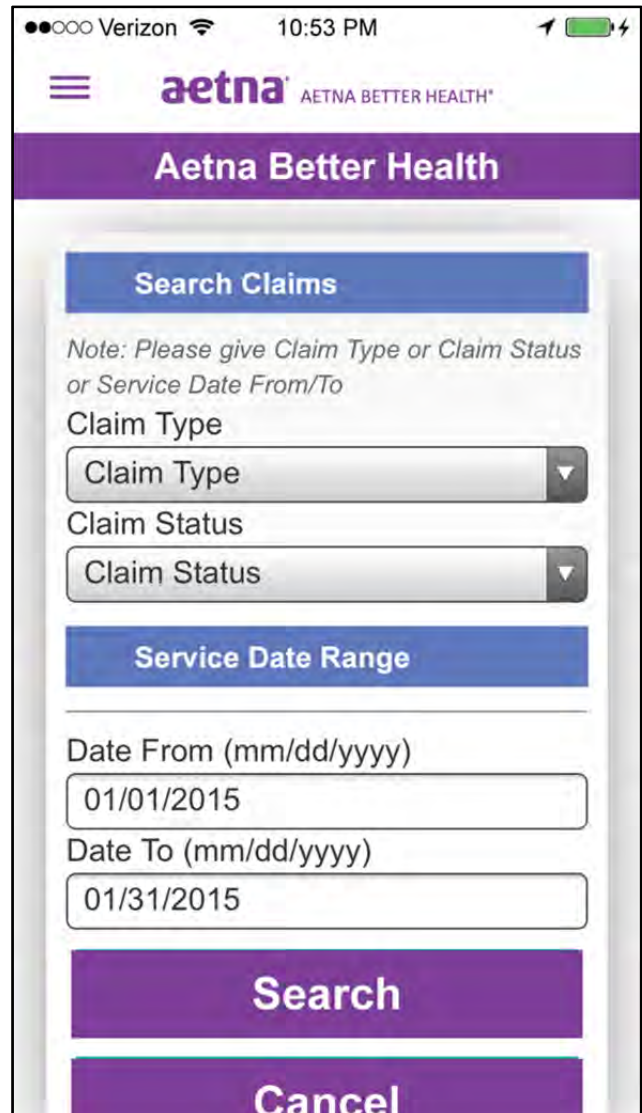 Verizon 10:53 PM
aetna® AETNA BETTER HEALTH®
Aetna Better Health
Search Claims
Note: Please give Claim Type or Claim Status
or Service Date From/To
Claim Type
Claim Type
Claim Status
Claim Status
Service Date Range
Date From (mm/dd/yyyy)
01/01/2015
Date To (mm/dd/yyyy)
01/31/2015
Search
Cancel